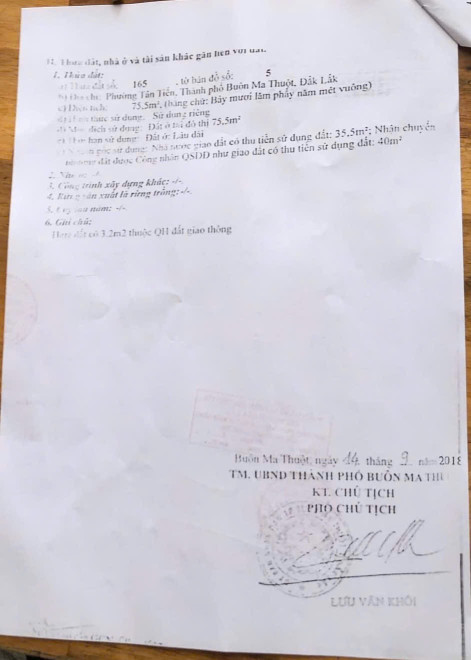 II. Thửa đất, nhà ở và tài sản khác gắn liền với đất
1. Thửa đất:
a) Thửa đất số: 165 , tờ bản đồ số: 5
b) Địa chỉ: Phường Tân Tiến, Thành phố Buôn Ma Thuột, Đắk Lắk
c) Diện tích: 75,5m², (bằng chữ: Bảy mươi lăm phẩy năm mét vuông)
d) Hình thức sử dụng: Sử dụng riêng
đ) Mục đích sử dụng: Đất ở tại đô thị 75,5m²
e) Thời hạn sử dụng: Đất ở: Lâu dài
g) Nguồn gốc sử dụng: Nhà nước giao đất có thu tiền sử dụng đất: 35,5m²; Nhận chuyển
nhượng đất được Công nhận QSDĐ như giao đất có thu tiền sử dụng đất: 40m²
2. Nhà ở: -/-
3. Công trình xây dựng khác: -/-
4. Rừng sản xuất là rừng trồng: -/-
5. Cây lâu năm: -/-
6. Ghi chú:
đất có 3,2m2 thuộc QH đất giao thông
Buôn Ma Thuột, ngày 14 tháng 9 năm 2018
TM. UBND THÀNH PHỐ BUÔN MA
KT. CHỦ TỊCH
PHÓ CHỦ TỊCH
LƯU VĂN KHÔI